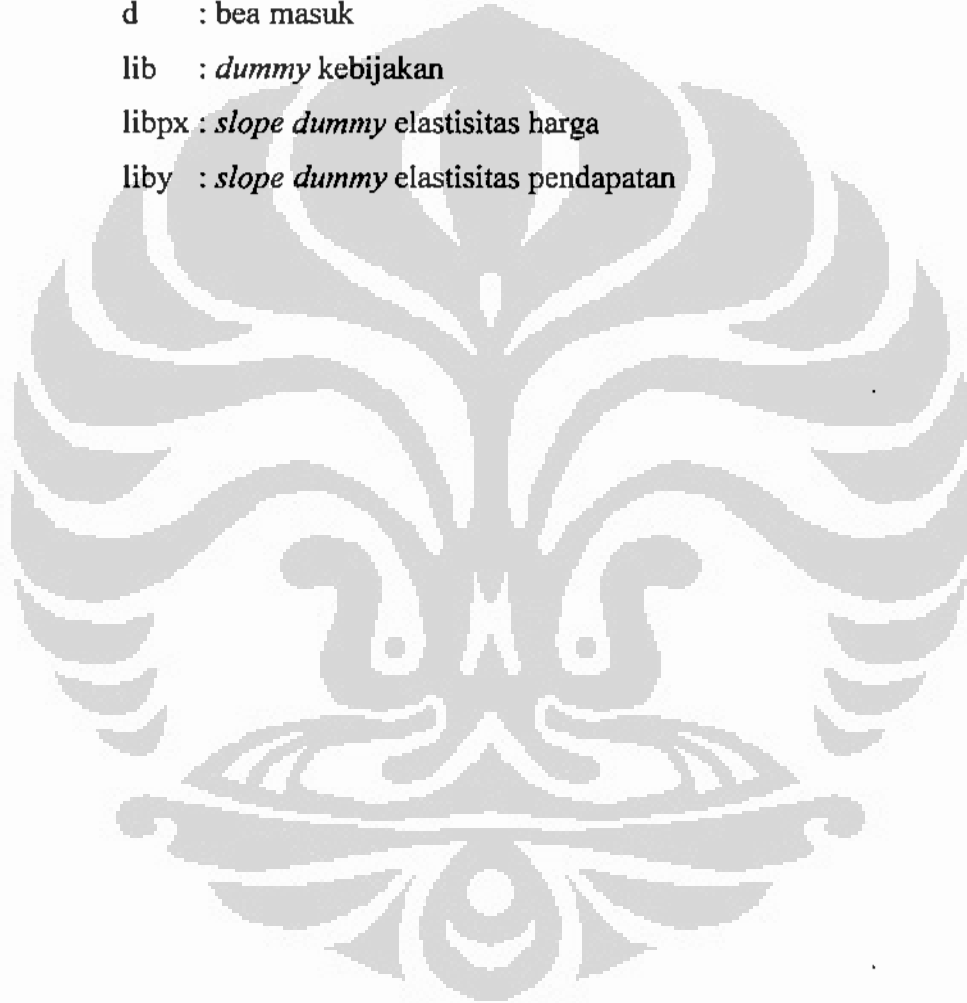 d : bea masuk
lib : dummy kebijakan
libpx : slope dummy elastisitas harga
liby : slope dummy elastisitas pendapatan